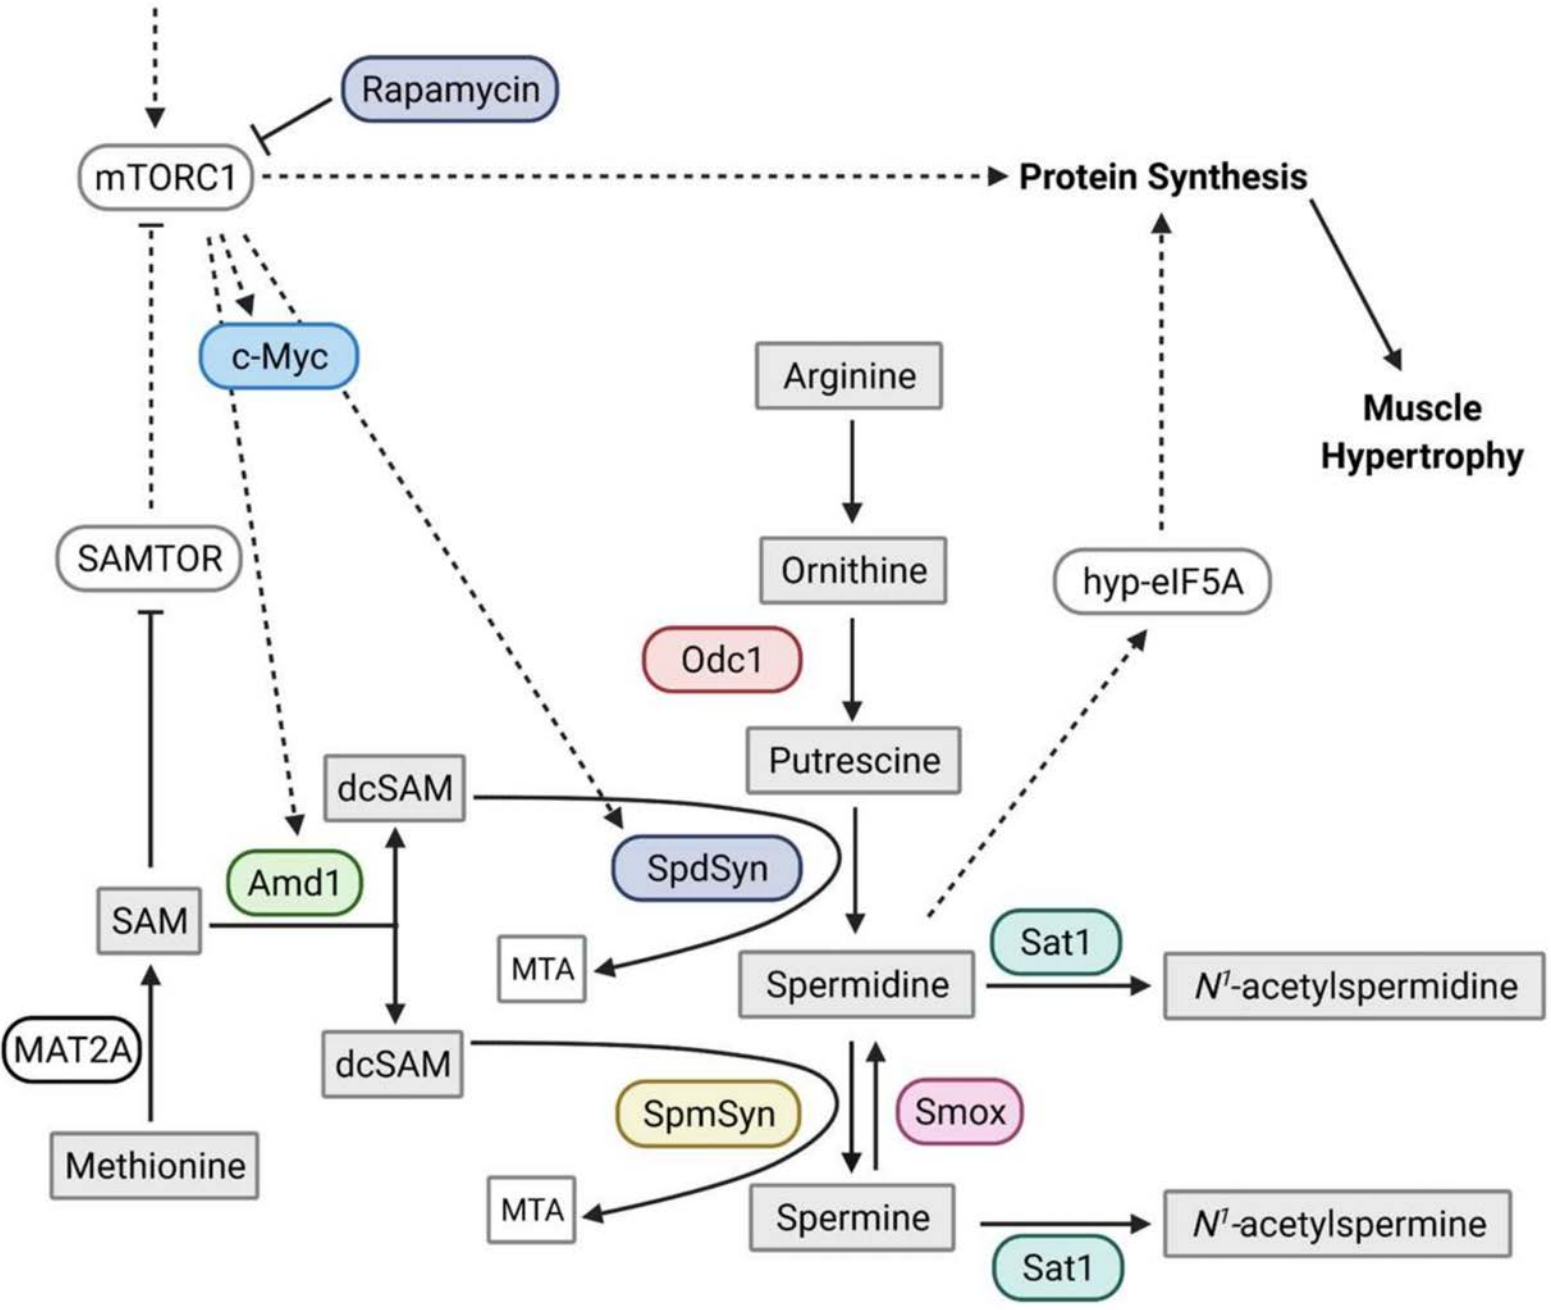 Rapamycin
mTORC1
Protein Synthesis
c-Myc
Arginine
Muscle
Hypertrophy
SAMTOR
Ornithine
hyp-eIF5A
Odc1
Putrescine
dcSAM
SpdSyn
Amd1
SAM
MTA
Spermidine
Sat1
N¹-acetylspermidine
MAT2A
dcSAM
SpmSyn
Smox
Methionine
MTA
Spermine
N¹-acetylspermine
Sat1